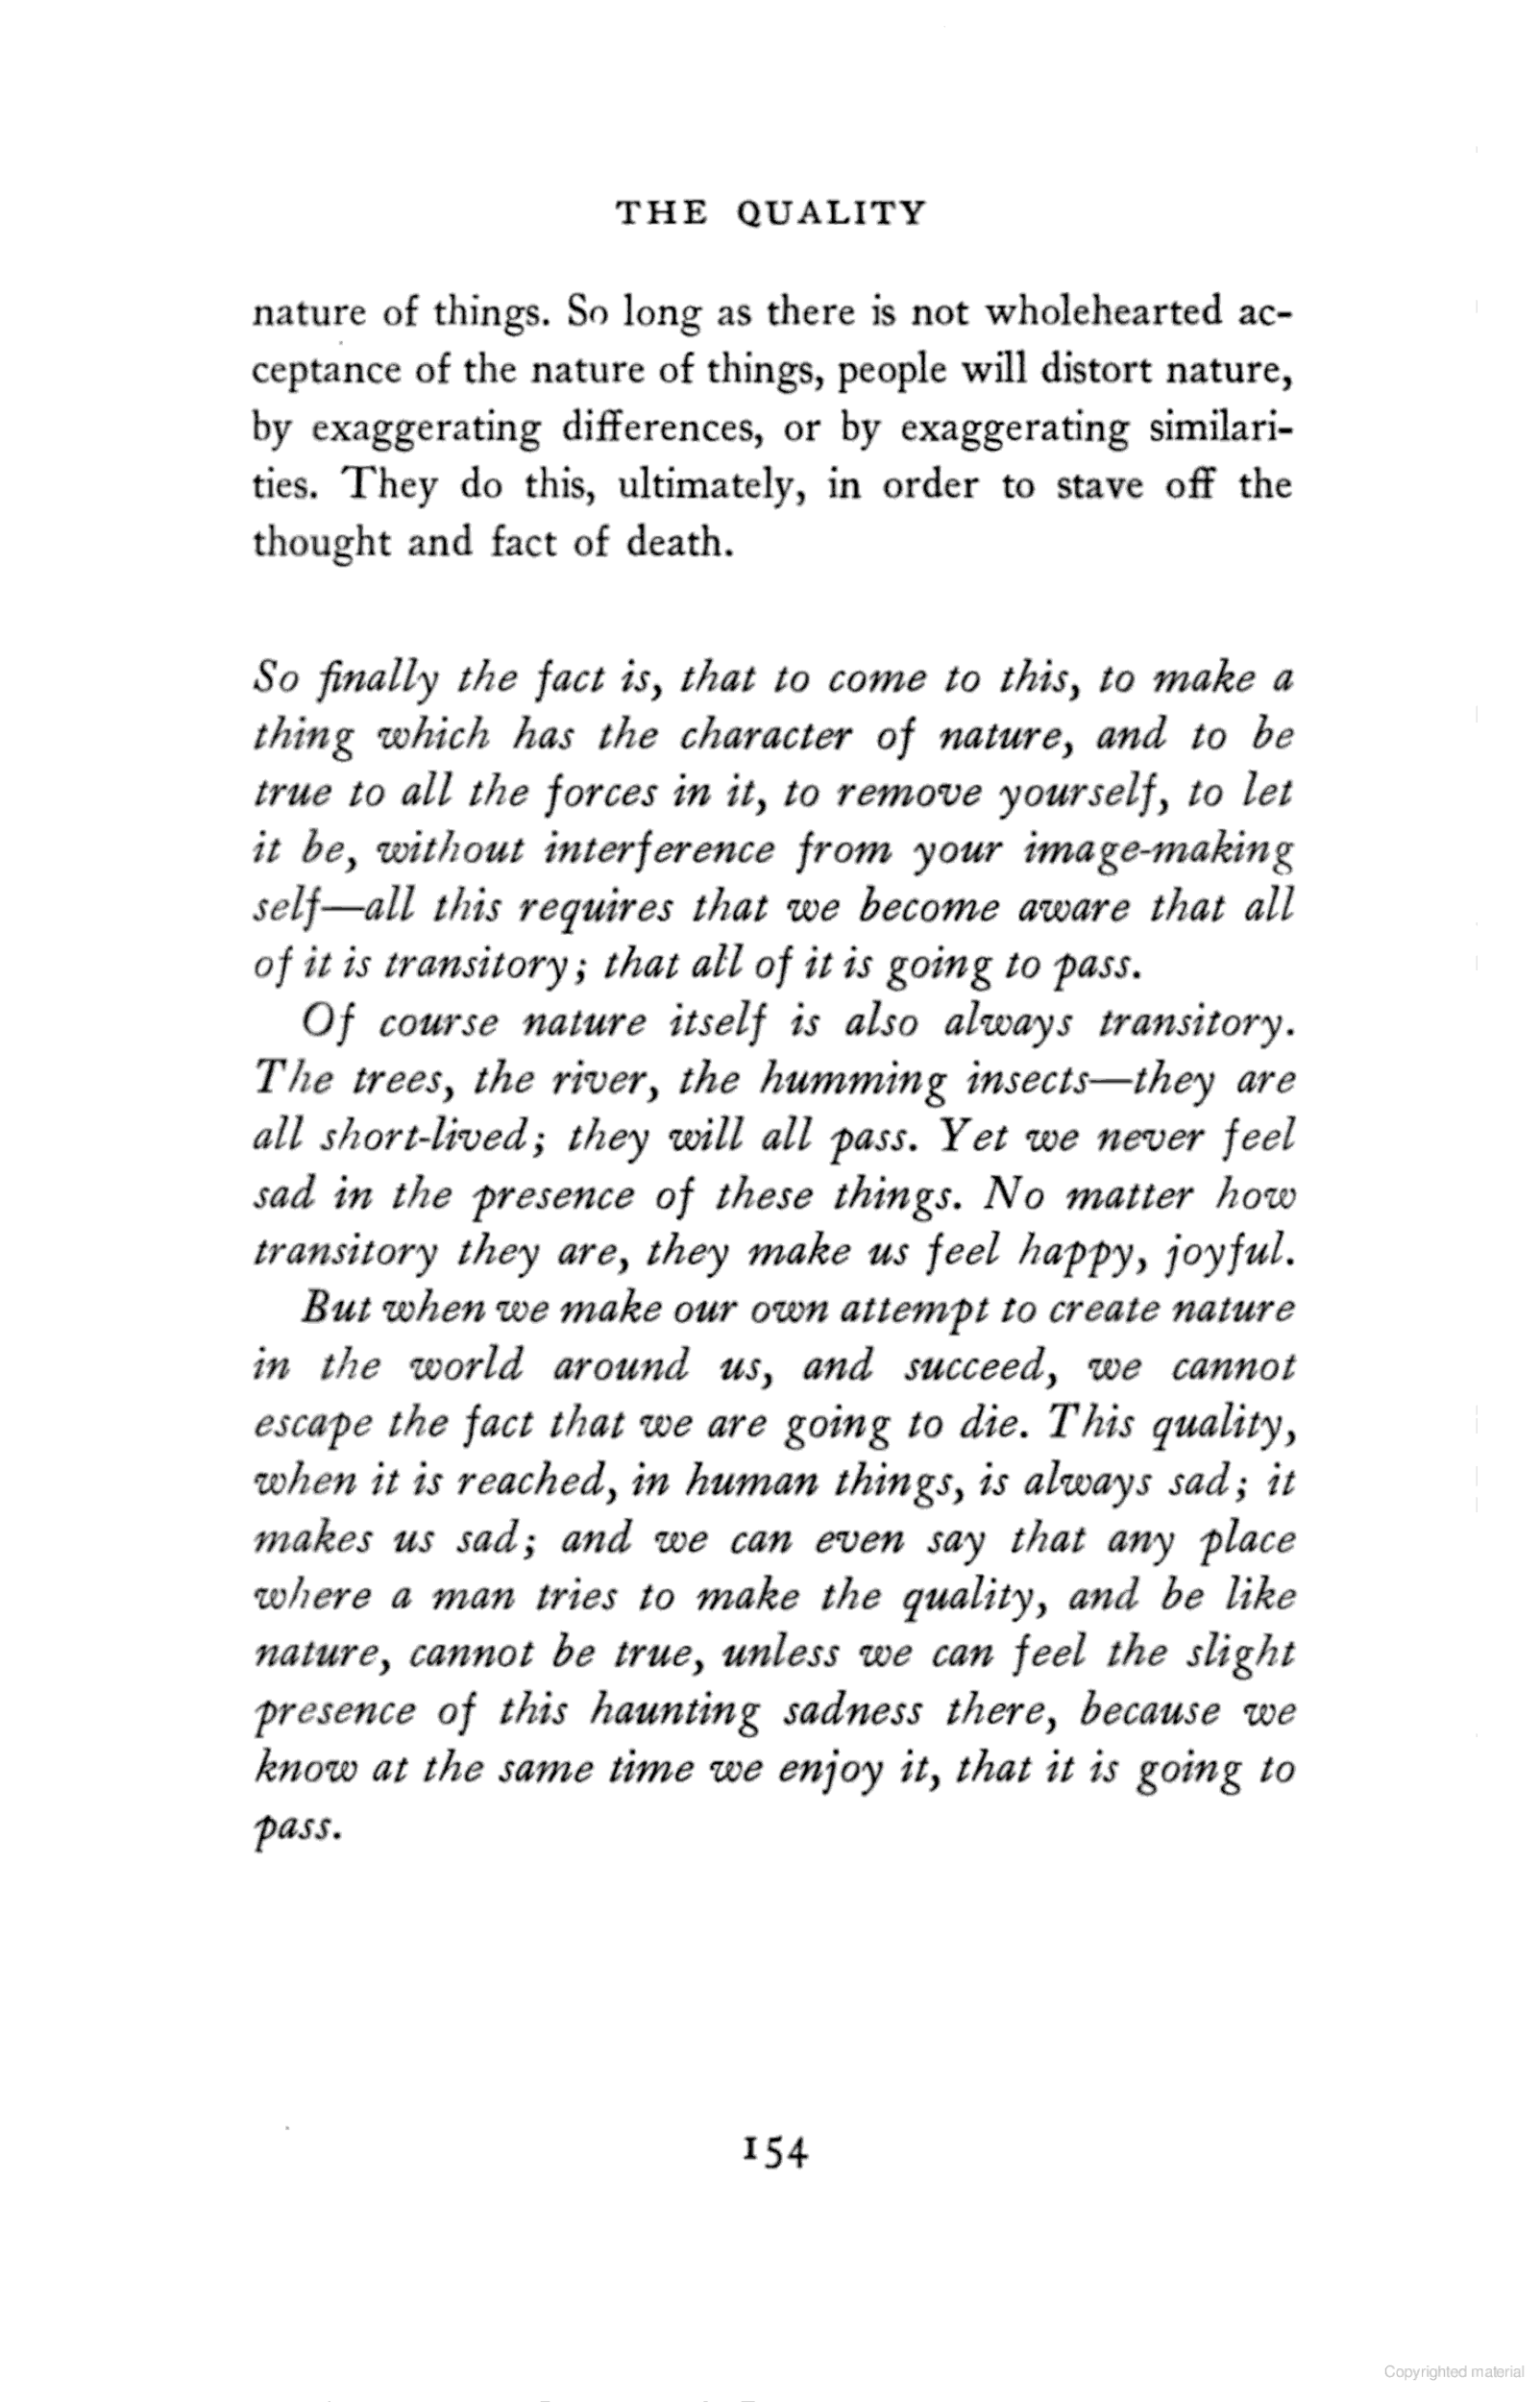 THE QUALITY
nature of things. So long as there is not wholehearted ac-
ceptance of the nature of things, people will distort nature,
by exaggerating differences, or by exaggerating similari-
ties. They do this, ultimately, in order to stave off the
thought and fact of death.
So finally the fact is, that to come to this, to make a
thing which has the character of nature, and to be
true to all the forces in it, to remove yourself, to let
it be, without interference from your image-making
self—all this requires that we become aware that all
of it is transitory; that all of it is going to pass.
Of course nature itself is also always transitory.
The trees, the river, the humming insects—they are
all short-lived; they will all pass. Yet we never feel
sad in the presence of these things. No matter how
transitory they are, they make us feel happy, joyful.
But when we make our own attempt to create nature
in the world around us, and succeed, we cannot
escape the fact that we are going to die. This quality,
when it is reached, in human things, is always sad; it
makes us sad; and we can even say that any place
where a man tries to make the quality, and be like
nature, cannot be true, unless we can feel the slight
presence of this haunting sadness there, because we
know at the same time we enjoy it, that it is going to
pass.
154
Copyrighted material